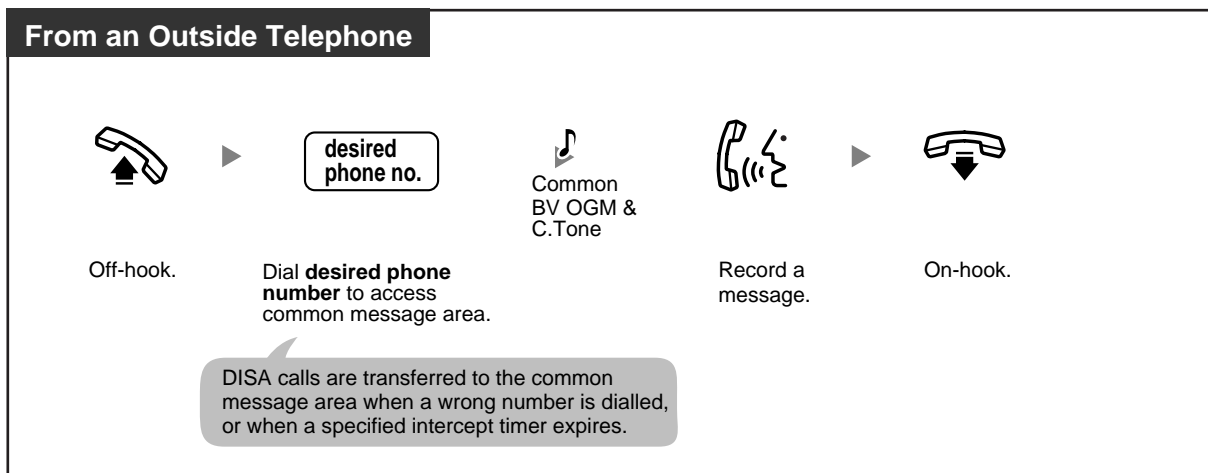 From an Outside Telephone
desired
phone no.
Common
BV OGM &
C.Tone
Off-hook.
Dial desired phone
number to access
common message area.
Record a
message.
On-hook.
DISA calls are transferred to the common
message area when a wrong number is dialled,
or when a specified intercept timer expires.